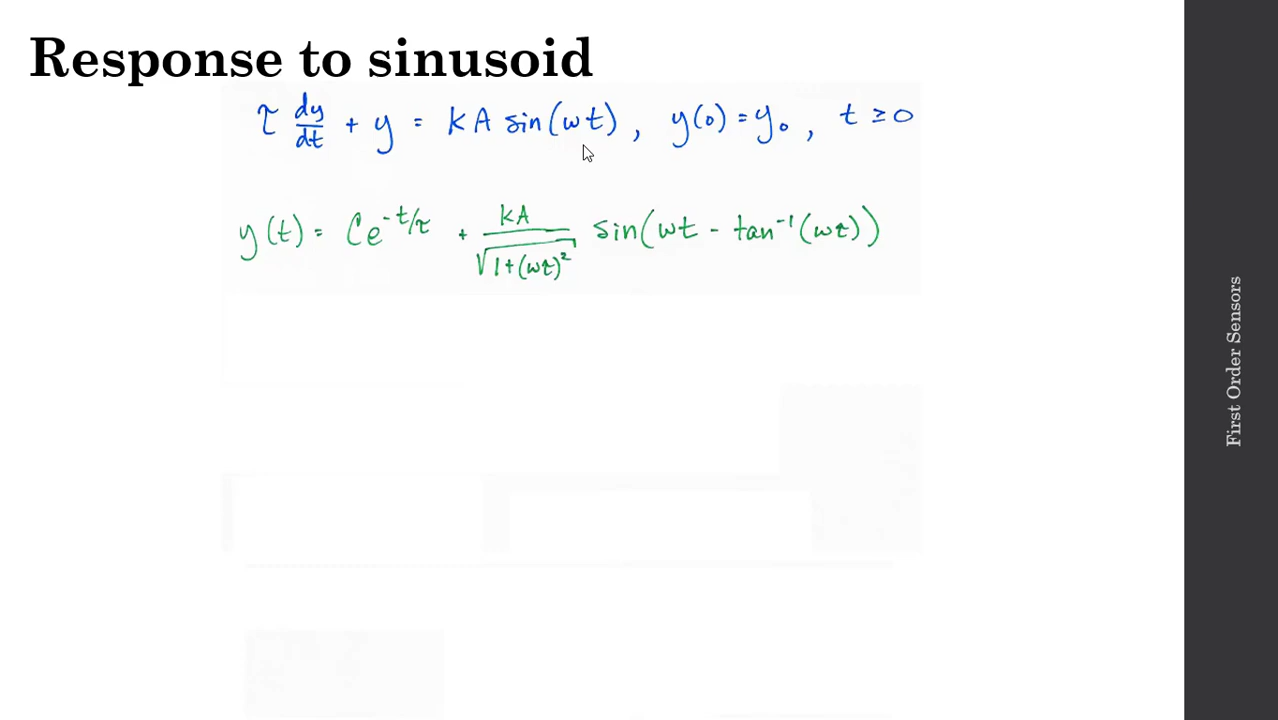 Response to sinusoid
τ dy/dt + y = KA sin(ωt), y(0) = y₀, t ≥ 0
y(t) = Ce^(-t/τ) + KA/√(1+(ωτ)²) sin(ωt - tan⁻¹(ωτ))
First Order Sensors